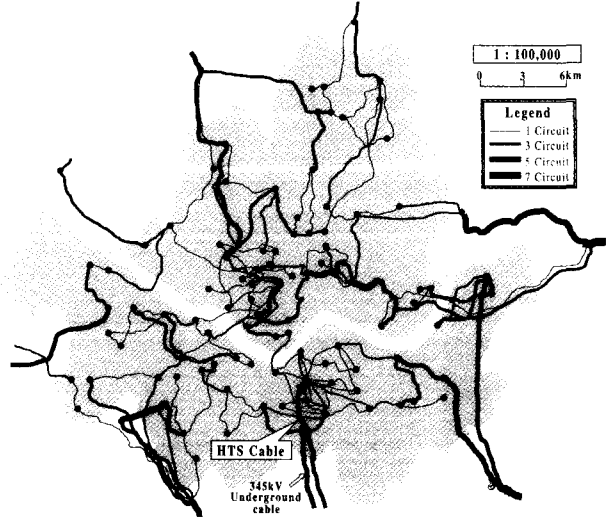 1 : 100,000
0 3 6km
Legend
1 Circuit
3 Circuit
5 Circuit
7 Circuit
HTS Cable
345kV
Underground
cable